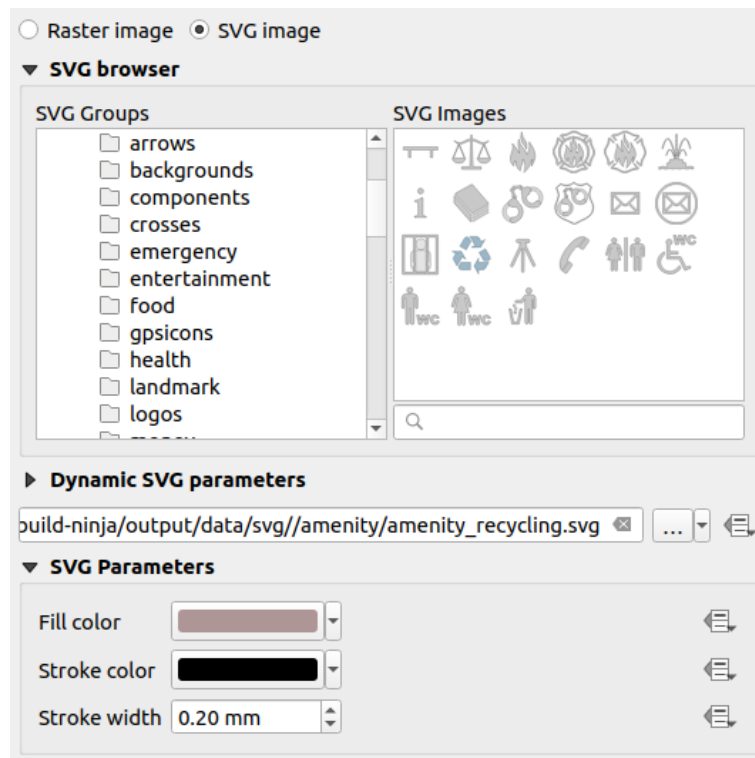 Raster image SVG image
SVG browser
SVG Groups
SVG Images
arrows
backgrounds
components
crosses
emergency
entertainment
food
gpsicons
health
landmark
logos
wc
wc
wc
Dynamic SVG parameters
build-ninja/output/data/svg//amenity/amenity_recycling.svg ...
SVG Parameters
Fill color
Stroke color
Stroke width 0.20 mm